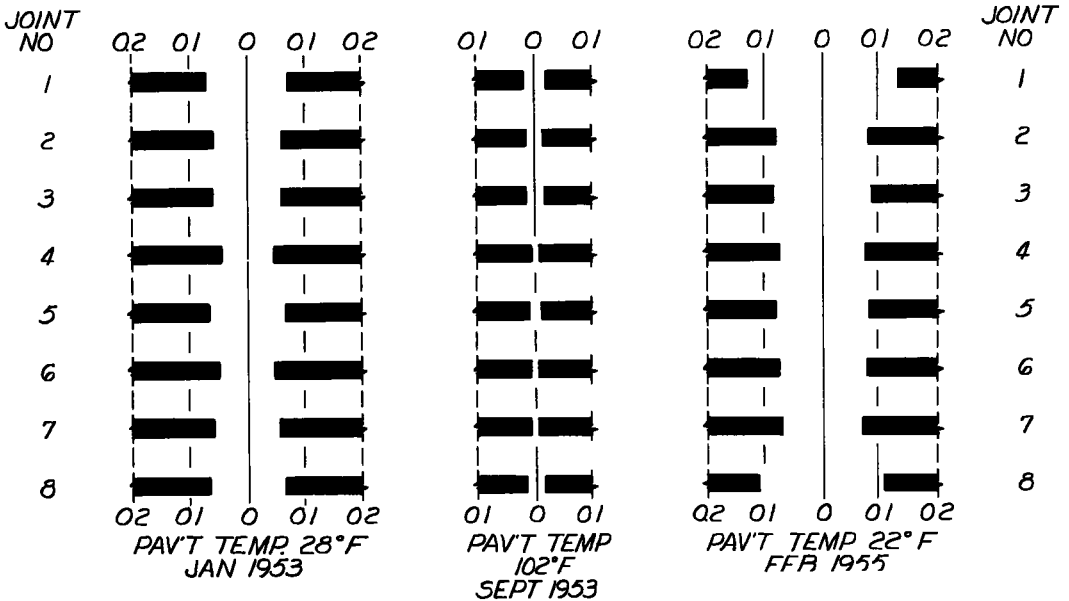 JOINT NO
JOINT NO
02 01 0 01 02
01 0 01
02 01 0 01 02
1 1
2 2
3 3
4 4
5 5
6 6
7 7
8 8
02 01 0 01 02
01 0 01
02 01 0 01 02
PAV'T TEMP. 28°F
JAN 1953
PAV'T TEMP
102°F
SEPT 1953
PAV'T TEMP 22°F
FEB 1955